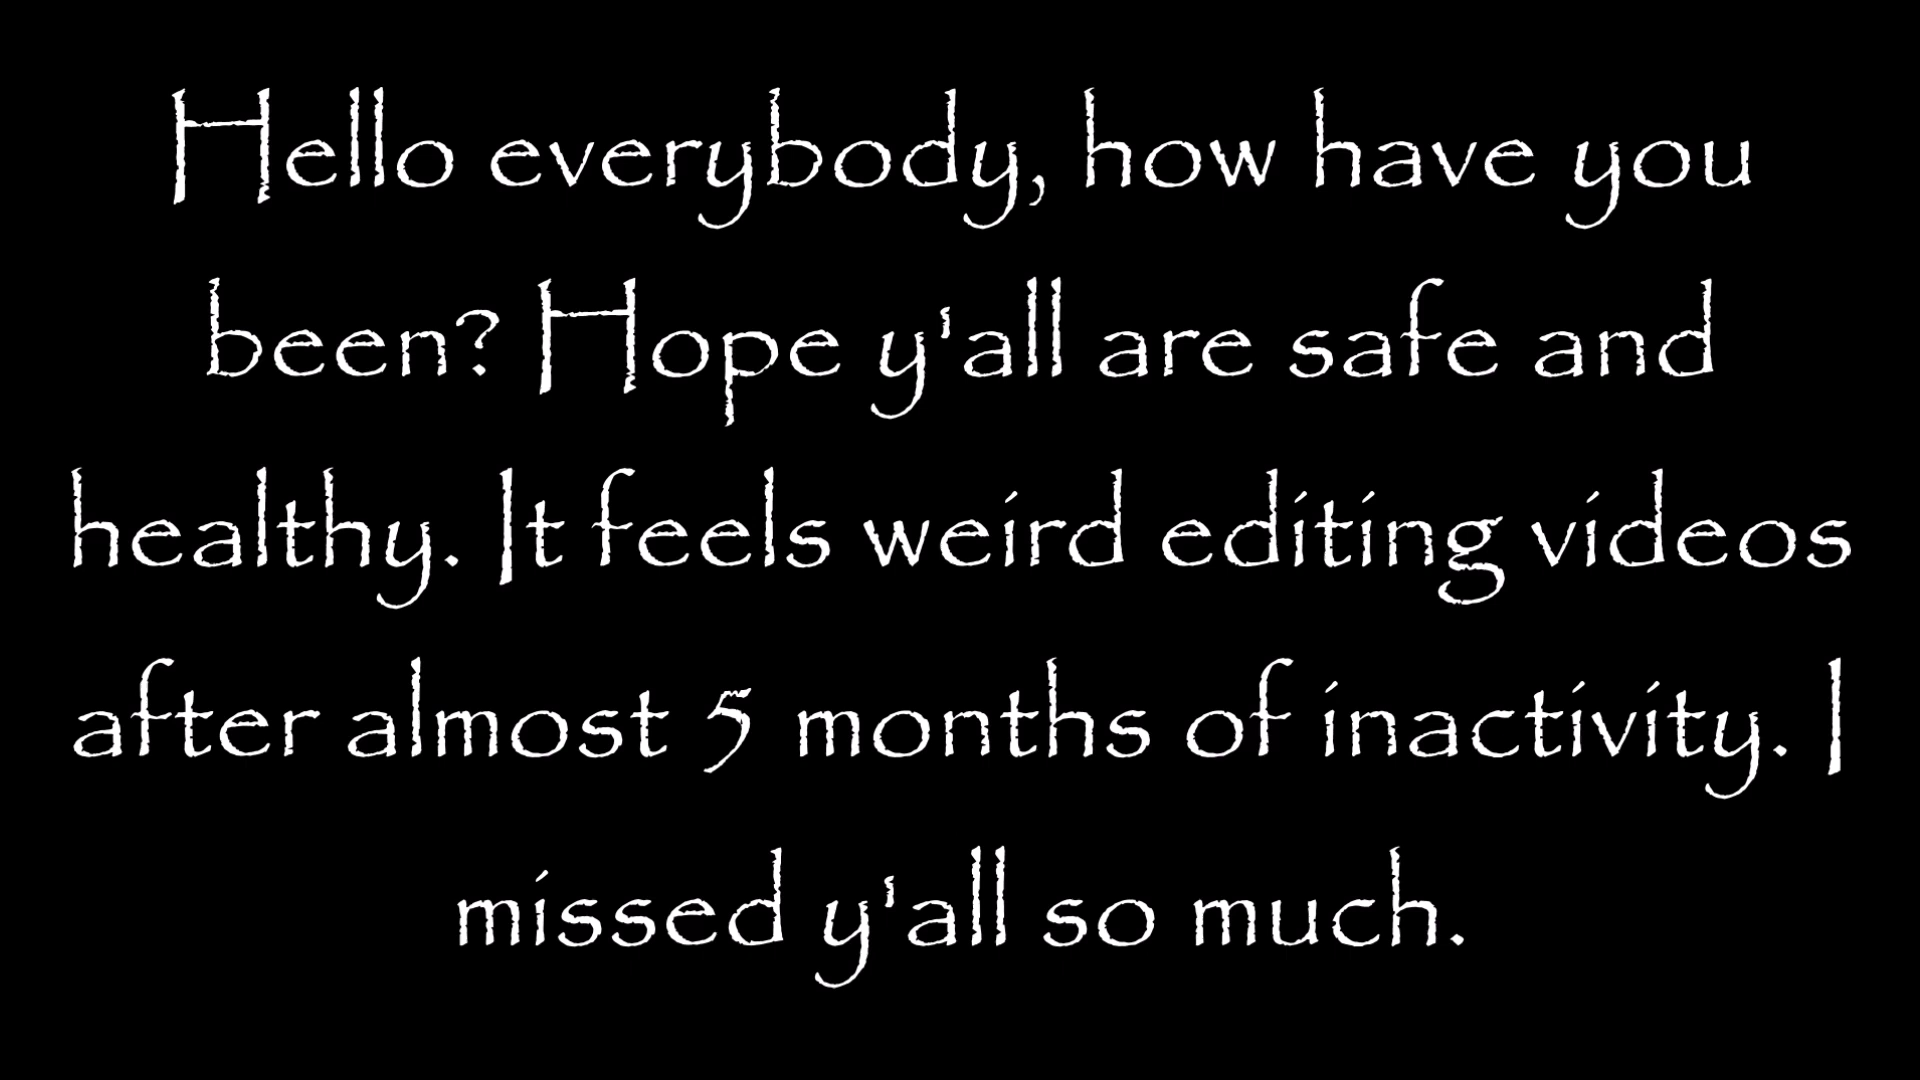 Hello everybody, how have you
been? Hope y'all are safe and
healthy. It feels weird editing videos
after almost 5 months of inactivity. I
missed y'all so much.